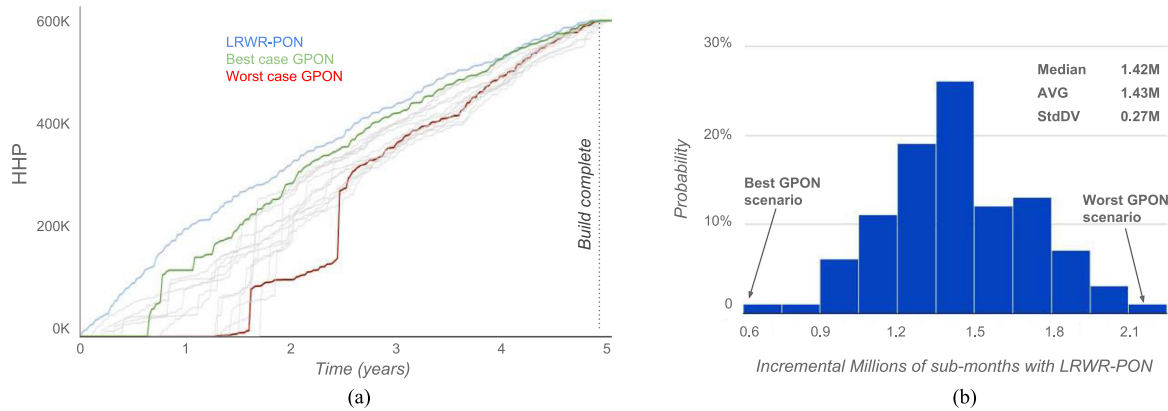 600K
400K
200K
0K
HHP
LRWR-PON
Best case GPON
Worst case GPON
Build complete
0 1 2 3 4 5
Time (years)
(a)
30%
20%
10%
0
Probability
Median 1.42M
AVG 1.43M
StdDV 0.27M
Best GPON
scenario
Worst GPON
scenario
0.6 0.9 1.2 1.5 1.8 2.1
Incremental Millions of sub-months with LRWR-PON
(b)